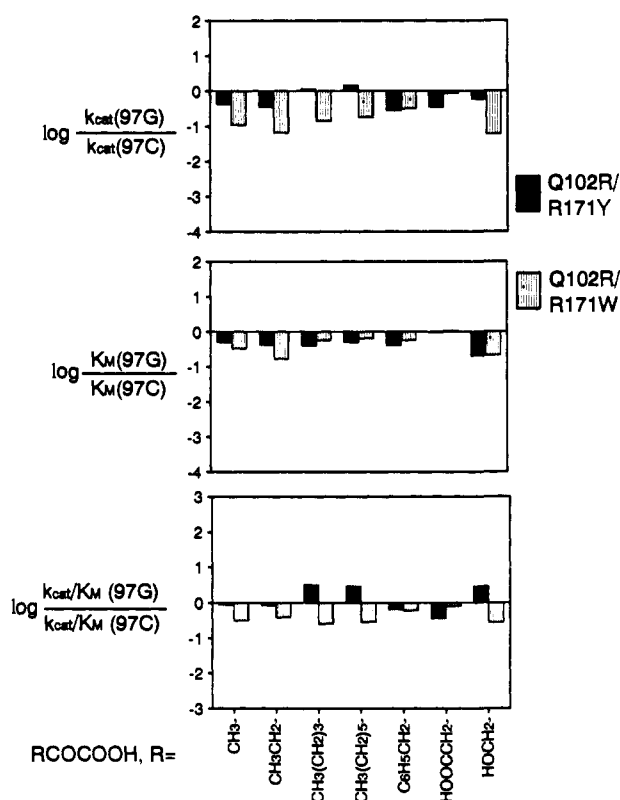 2
1
0
-1
-2
-3
-4
log kcat(97G)
kcat(97C)
Q102R/
R171Y
2
1
0
-1
-2
-3
-4
log KM(97G)
KM(97C)
Q102R/
R171W
3
2
1
0
-1
-2
-3
log kcat/KM (97G)
kcat/KM (97C)
RCOCOOH, R=
CH3-
CH3CH2-
CH3(CH2)3-
CH3(CH2)5-
C6H5CH2-
HOOCCH2-
HOCH2-